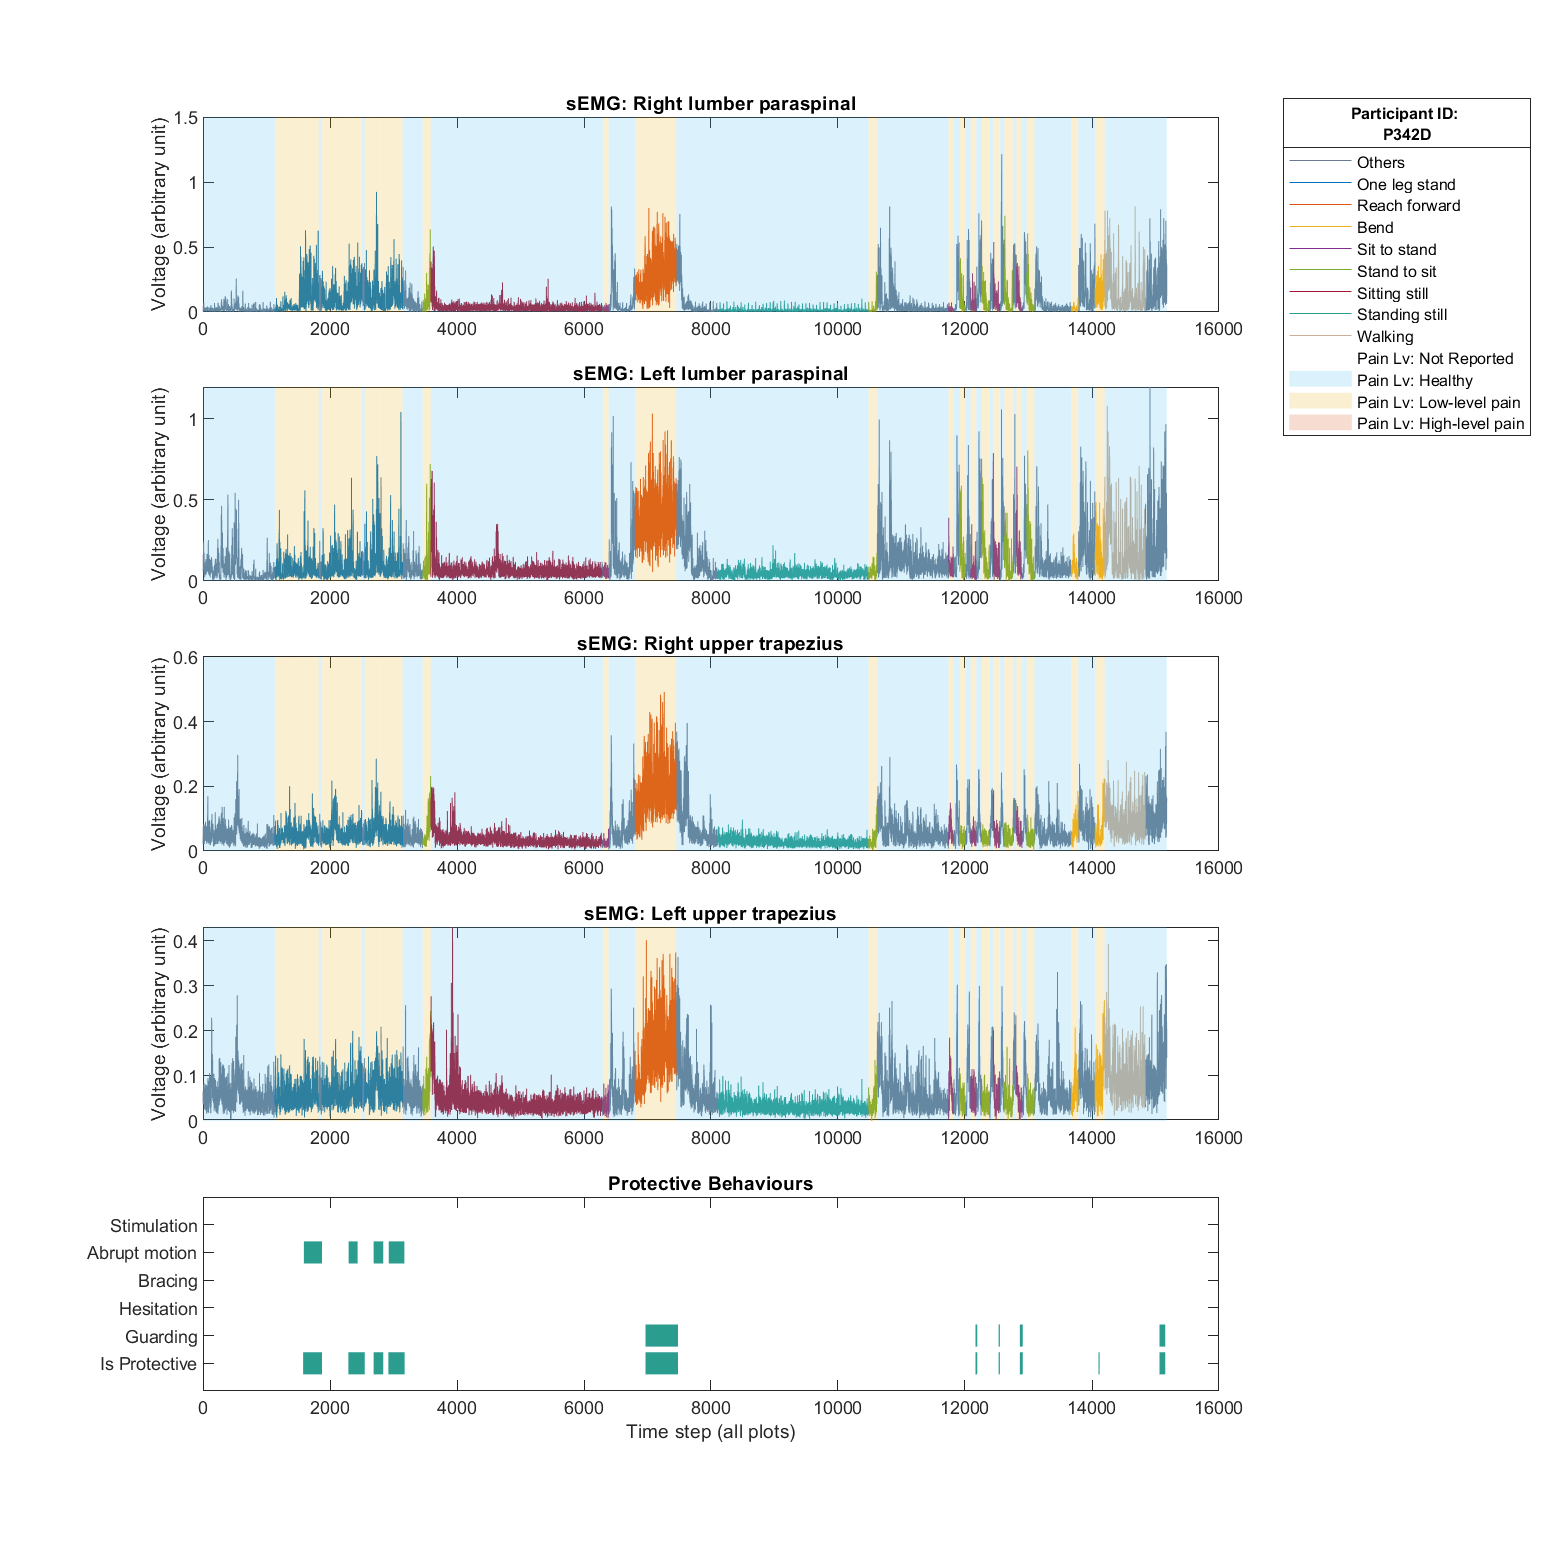 sEMG: Right lumber paraspinal
Voltage (arbitrary unit)
1.5
1
0.5
0
0 2000 4000 6000 8000 10000 12000 14000 16000
sEMG: Left lumber paraspinal
Voltage (arbitrary unit)
1
0.5
0
0 2000 4000 6000 8000 10000 12000 14000 16000
sEMG: Right upper trapezius
Voltage (arbitrary unit)
0.6
0.4
0.2
0
0 2000 4000 6000 8000 10000 12000 14000 16000
sEMG: Left upper trapezius
Voltage (arbitrary unit)
0.4
0.3
0.2
0.1
0
0 2000 4000 6000 8000 10000 12000 14000 16000
Protective Behaviours
Stimulation
Abrupt motion
Bracing
Hesitation
Guarding
Is Protective
0 2000 4000 6000 8000 10000 12000 14000 16000
Time step (all plots)
Participant ID:
P342D
Others
One leg stand
Reach forward
Bend
Sit to stand
Stand to sit
Sitting still
Standing still
Walking
Pain Lv: Not Reported
Pain Lv: Healthy
Pain Lv: Low-level pain
Pain Lv: High-level pain